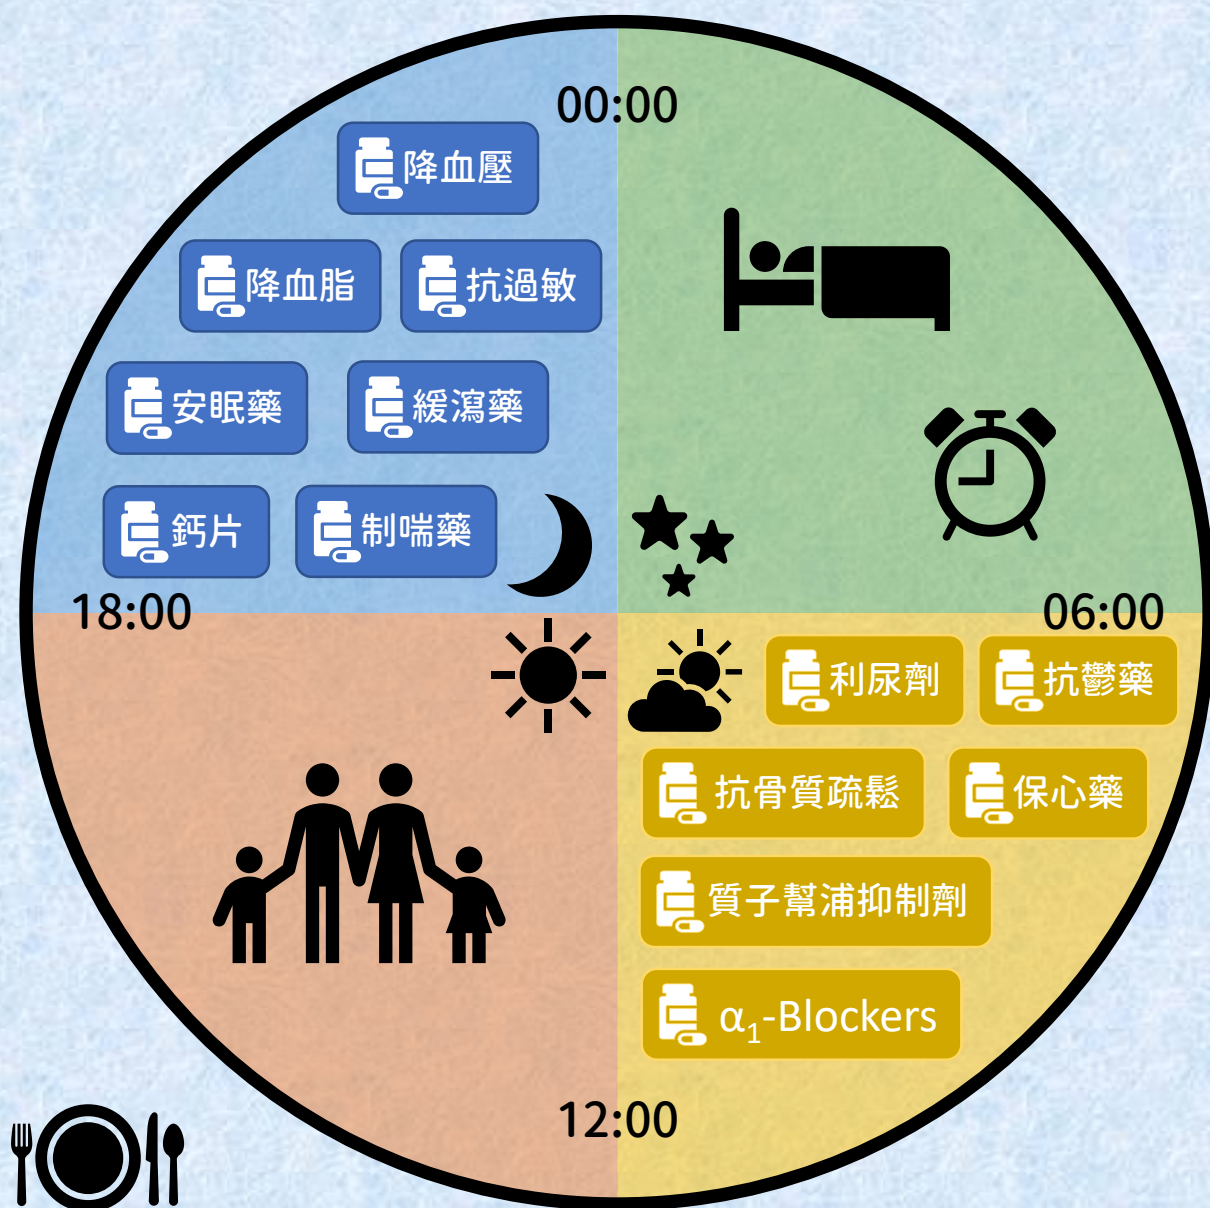 00:00
降血壓
降血脂
抗過敏
安眠藥
緩瀉藥
鈣片
制喘藥
18:00
06:00
利尿劑
抗鬱藥
抗骨質疏鬆
保心藥
質子幫浦抑制劑
α₁-Blockers
12:00